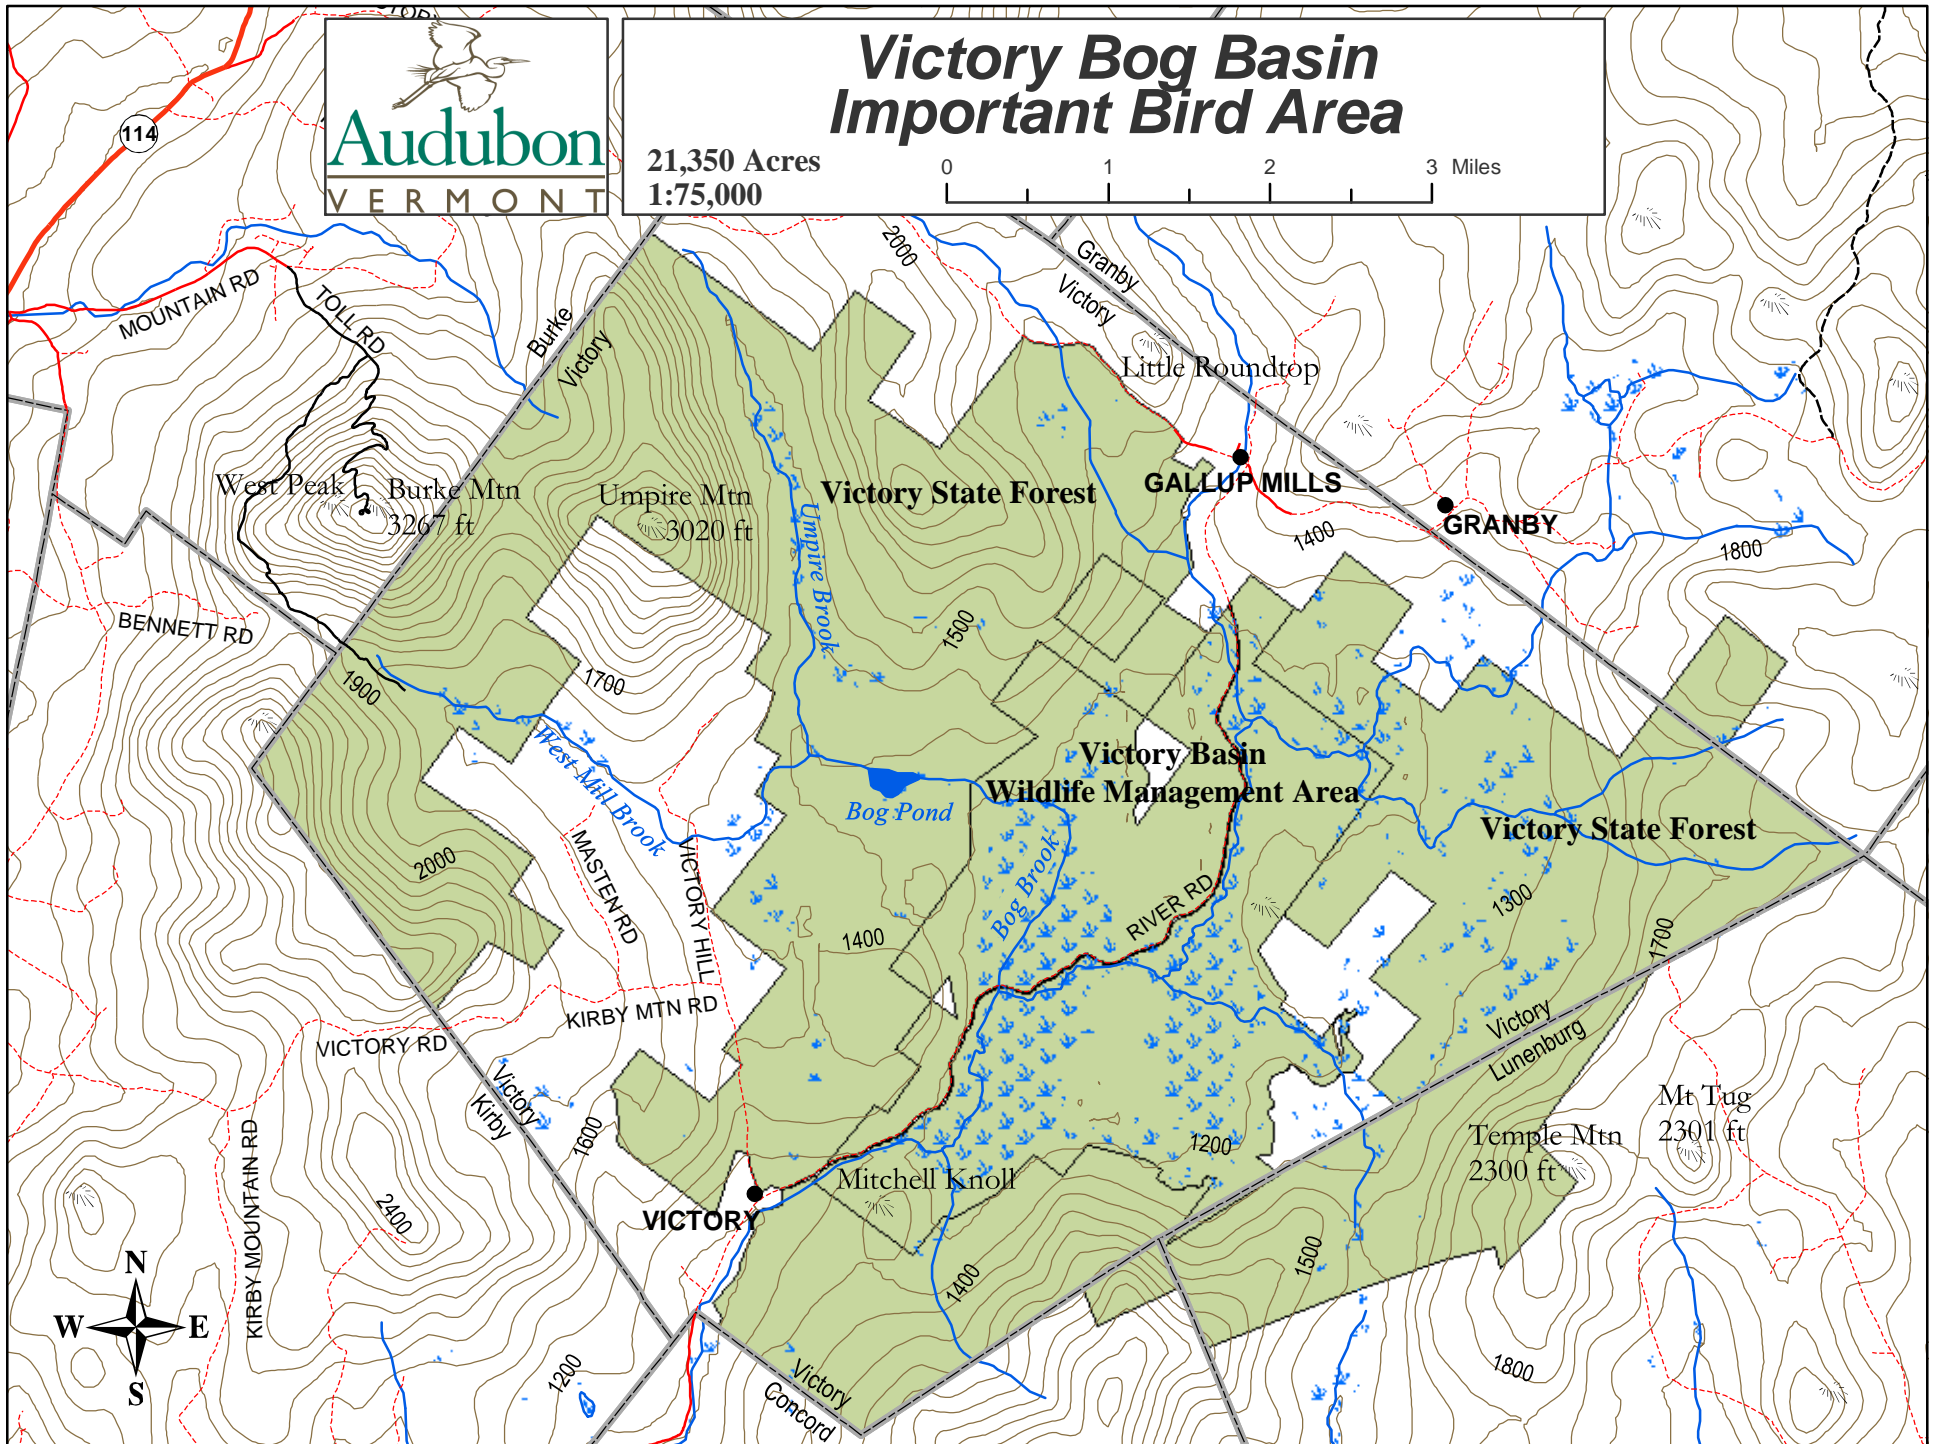 Audubon
VERMONT
Victory Bog Basin
Important Bird Area
21,350 Acres
1:75,000
0 1 2 3 Miles
114
MOUNTAIN RD
TOLL RD
Burke
Victory
2000
Granby
Victory
Little Roundtop
West Peak
Burke Mtn
3267 ft
Umpire Mtn
3020 ft
Victory State Forest
GALLUP MILLS
GRANBY
1400
1800
Umpire Brook
BENNETT RD
1500
1900
1700
West Mill Brook
Bog Pond
Victory Basin
Wildlife Management Area
Victory State Forest
2000
MASTEN RD
VICTORY HILL
Bog Brook
RIVER RD
1300
1400
1700
KIRBY MTN RD
VICTORY RD
Victory
Kirby
Victory
Lunenburg
1600
1200
Mt Tug
2301 ft
Temple Mtn
2300 ft
Mitchell Knoll
VICTORY
2400
KIRBY MOUNTAIN RD
1400
1500
N
W E
S
1200
Victory
Concord
1800